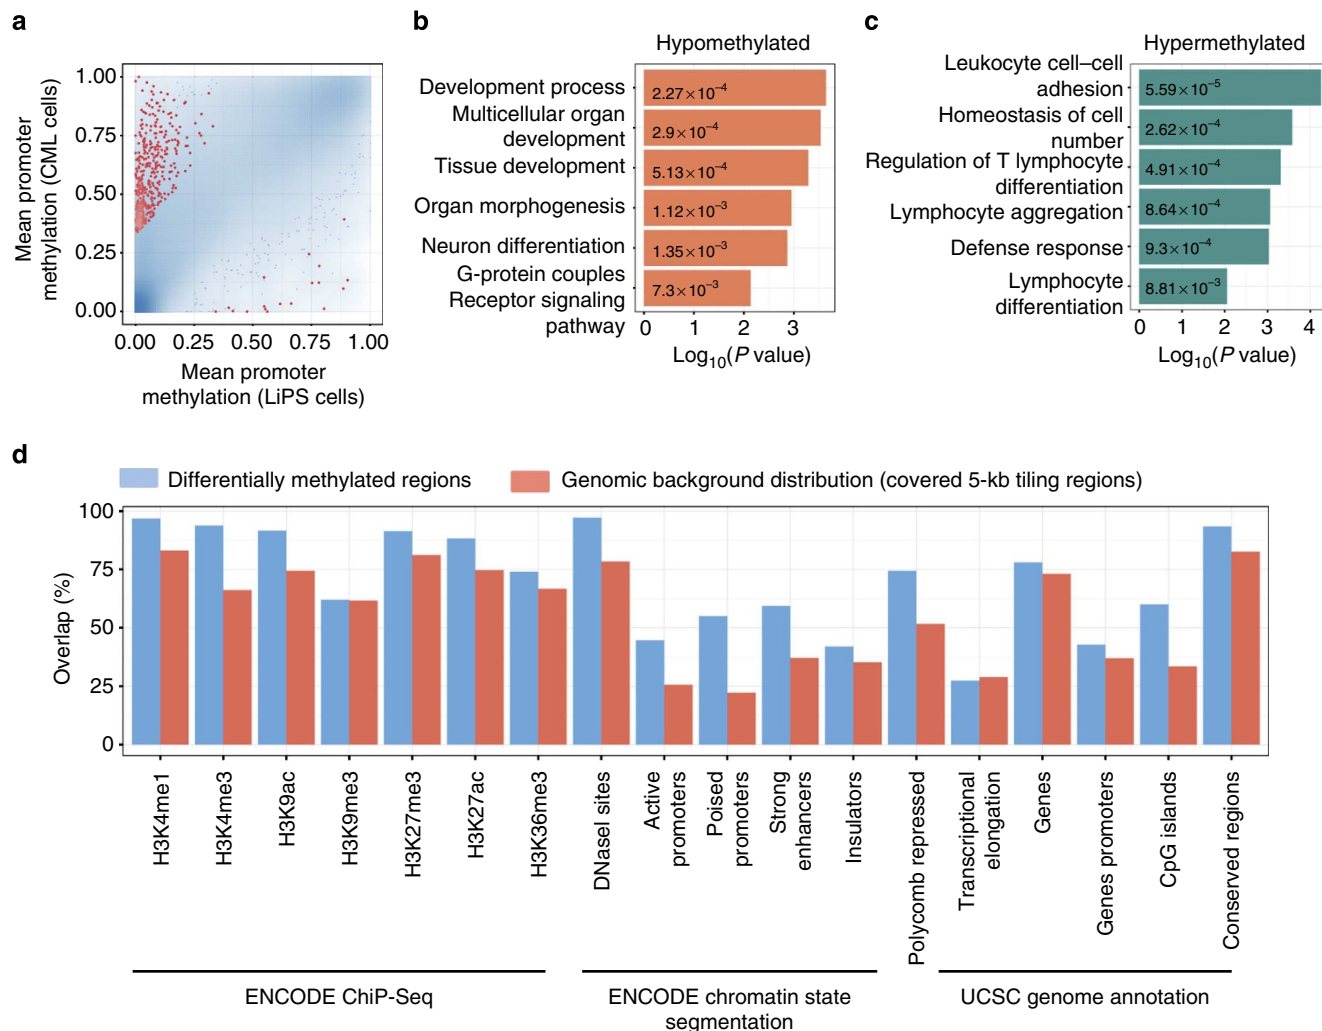 a
Mean promoter
methylation (CML cells)
1.00
0.75
0.50
0.25
0.00
0.00 0.25 0.50 0.75 1.00
Mean promoter
methylation (LiPS cells)
b
Hypomethylated
Development process
2.27×10−4
Multicellular organ
development
2.9×10−4
Tissue development
5.13×10−4
Organ morphogenesis
1.12×10−3
Neuron differentiation
1.35×10−3
G-protein couples
Receptor signaling
pathway
7.3×10−3
0 1 2 3
Log10(P value)
c
Hypermethylated
Leukocyte cell–cell
adhesion
5.59×10−5
Homeostasis of cell
number
2.62×10−4
Regulation of T lymphocyte
differentiation
4.91×10−4
Lymphocyte aggregation
8.64×10−4
Defense response
9.3×10−4
Lymphocyte
differentiation
8.81×10−3
0 1 2 3 4
Log10(P value)
d
Differentially methylated regions
Genomic background distribution (covered 5-kb tiling regions)
Overlap (%)
100
75
50
25
0
H3K4me1
H3K4me3
H3K9ac
H3K9me3
H3K27me3
H3K27ac
H3K36me3
DNaseI sites
Active
promoters
Poised
promoters
Strong
enhancers
Insulators
Polycomb repressed
Transcriptional
elongation
Genes
Genes promoters
CpG islands
Conserved regions
ENCODE ChiP-Seq
ENCODE chromatin state
segmentation
UCSC genome annotation